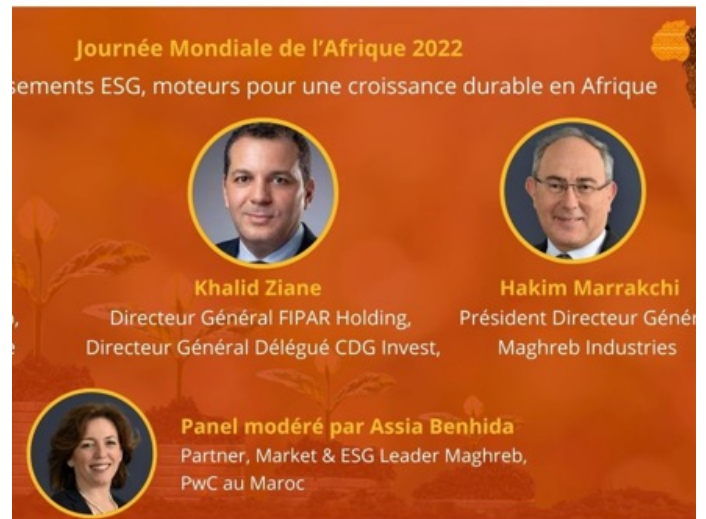 Journée Mondiale de l'Afrique 2022
sements ESG, moteurs pour une croissance durable en Afrique
Khalid Ziane
Directeur Général FIPAR Holding,
Directeur Général Délégué CDG Invest,
Hakim Marrakchi
Président Directeur Génér
Maghreb Industries
Panel modéré par Assia Benhida
Partner, Market & ESG Leader Maghreb,
PwC au Maroc